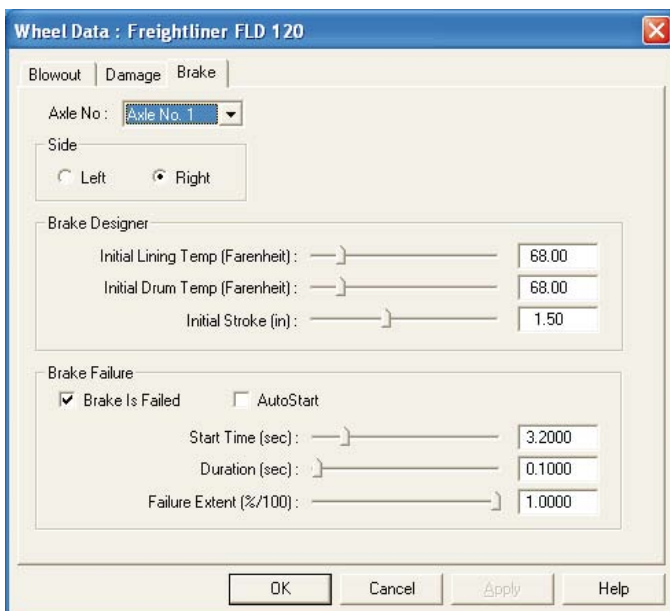 Wheel Data : Freightliner FLD 120
Blowout Damage Brake
Axle No : Axle No. 1
Side
Left Right
Brake Designer
Initial Lining Temp (Farenheit) : 68.00
Initial Drum Temp (Farenheit) : 68.00
Initial Stroke (in) : 1.50
Brake Failure
Brake Is Failed AutoStart
Start Time (sec) : 3.2000
Duration (sec) : 0.1000
Failure Extent (%/100) : 1.0000
OK Cancel Apply Help